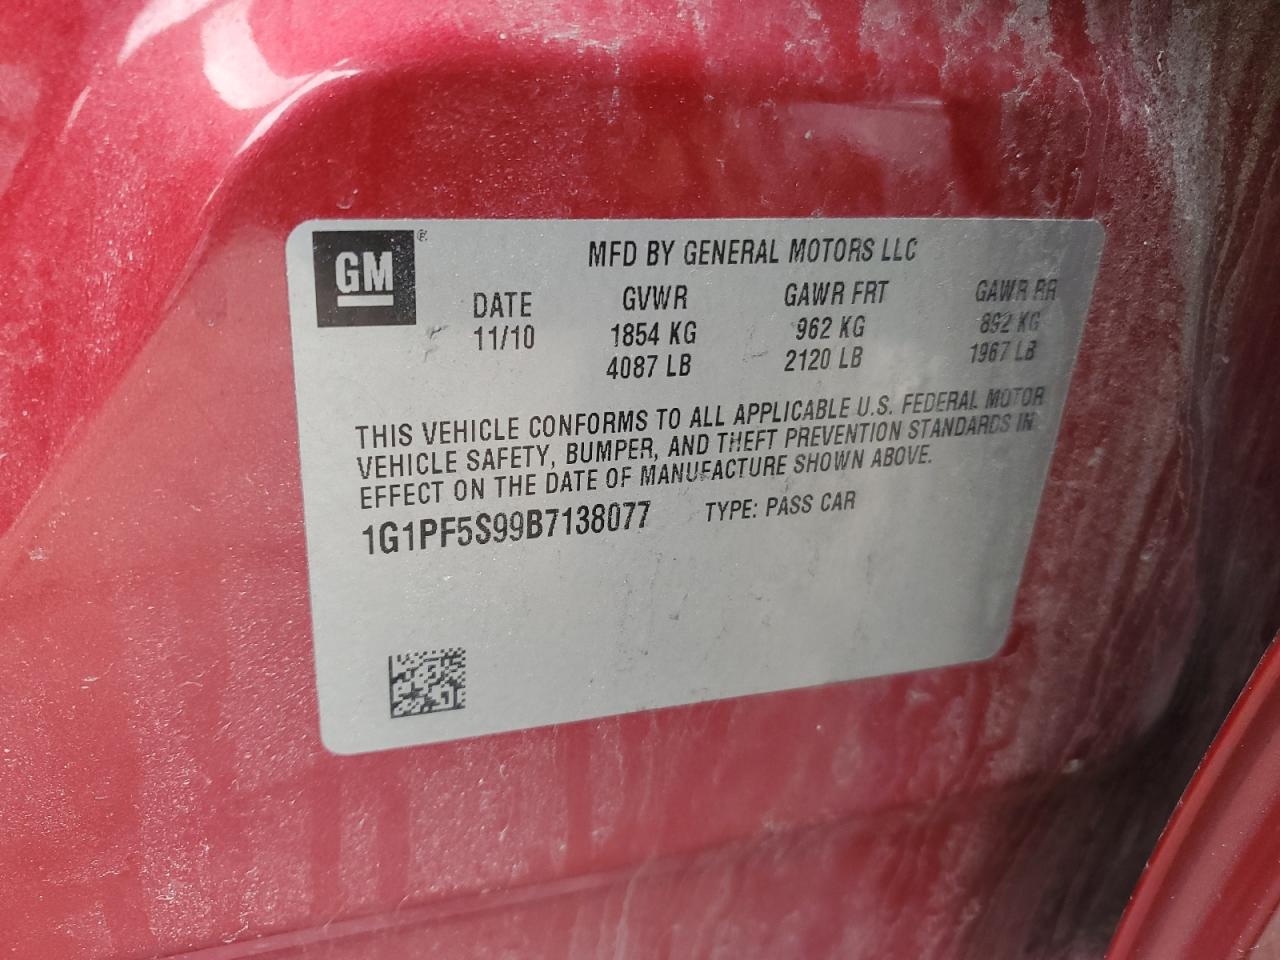 GM ®
MFD BY GENERAL MOTORS LLC
DATE GVWR GAWR FRT GAWR RR
11/10 1854 KG 962 KG 892 KG
4087 LB 2120 LB 1967 LB
THIS VEHICLE CONFORMS TO ALL APPLICABLE U.S. FEDERAL MOTOR
VEHICLE SAFETY, BUMPER, AND THEFT PREVENTION STANDARDS IN
EFFECT ON THE DATE OF MANUFACTURE SHOWN ABOVE.
1G1PF5S99B7138077 TYPE: PASS CAR